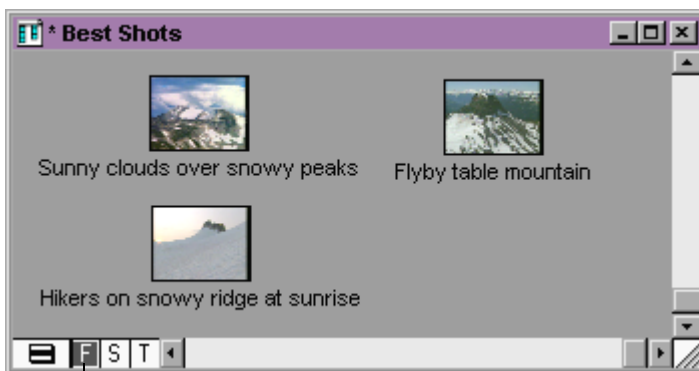 * Best Shots
Sunny clouds over snowy peaks
Flyby table mountain
Hikers on snowy ridge at sunrise
F S T